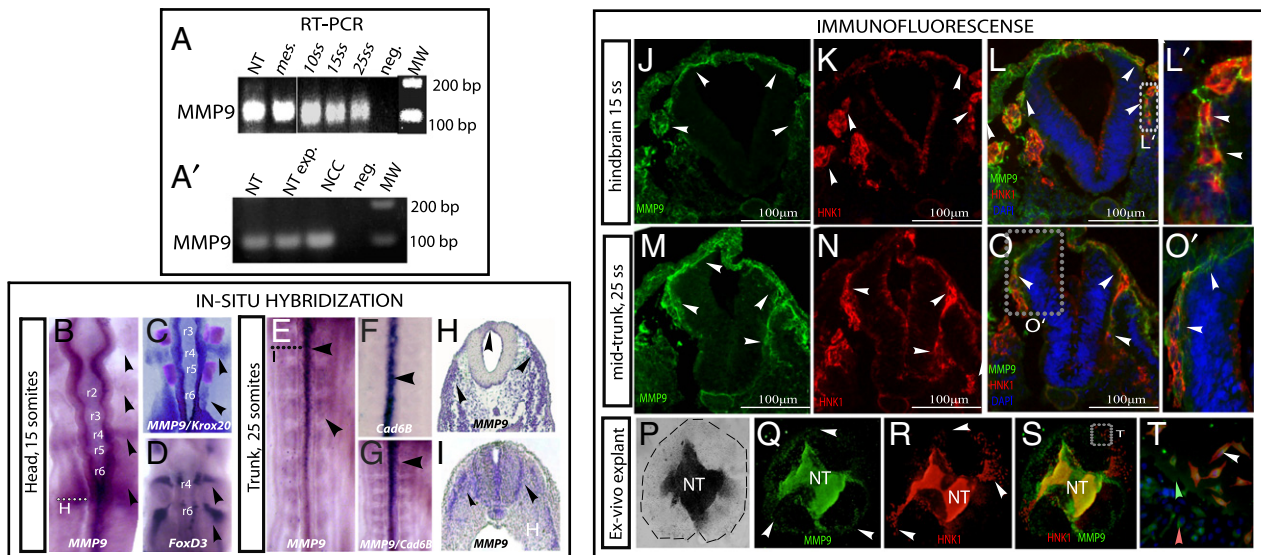 RT-PCR
A
NT
mes.
10ss
15ss
25ss
neg.
MW
MMP9
200 bp
100 bp
A′
NT
NT exp.
NCC
neg.
MW
MMP9
200 bp
100 bp
IN-SITU HYBRIDIZATION
Head, 15 somites
B
r2
r3
r4
r5
r6
H
MMP9
C
r3
r4
r5
r6
MMP9/Krox20
D
r4
r6
FoxD3
Trunk, 25 somites
E
I
MMP9
F
Cad6B
G
MMP9/Cad6B
H
MMP9
I
H
MMP9
IMMUNOFLUORESCENSE
hindbrain 15 ss
J
MMP9
100μm
K
HNK1
100μm
L
L′
MMP9
HNK1
DAPI
100μm
L′
mid-trunk, 25 ss
M
MMP9
100μm
N
HNK1
100μm
O
O′
MMP9
HNK1
DAPI
100μm
O′
Ex-vivo explant
P
Q
NT
MMP9
R
NT
HNK1
S
T
NT
HNK1 MMP9
T